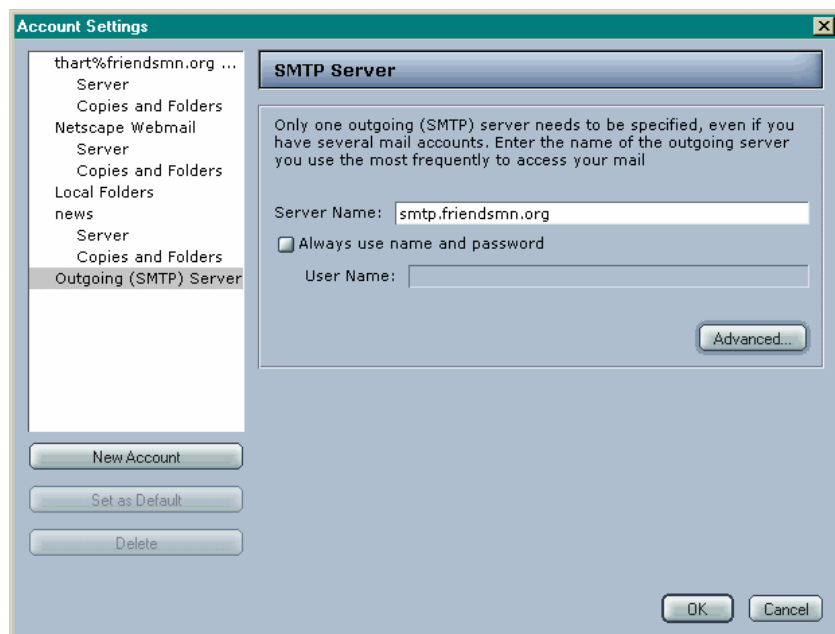 Account Settings
thart%friendsmn.org ...
Server
Copies and Folders
Netscape Webmail
Server
Copies and Folders
Local Folders
news
Server
Copies and Folders
Outgoing (SMTP) Server
New Account
Set as Default
Delete
SMTP Server
Only one outgoing (SMTP) server needs to be specified, even if you
have several mail accounts. Enter the name of the outgoing server
you use the most frequently to access your mail
Server Name: smtp.friendsmn.org
Always use name and password
User Name:
Advanced...
OK Cancel